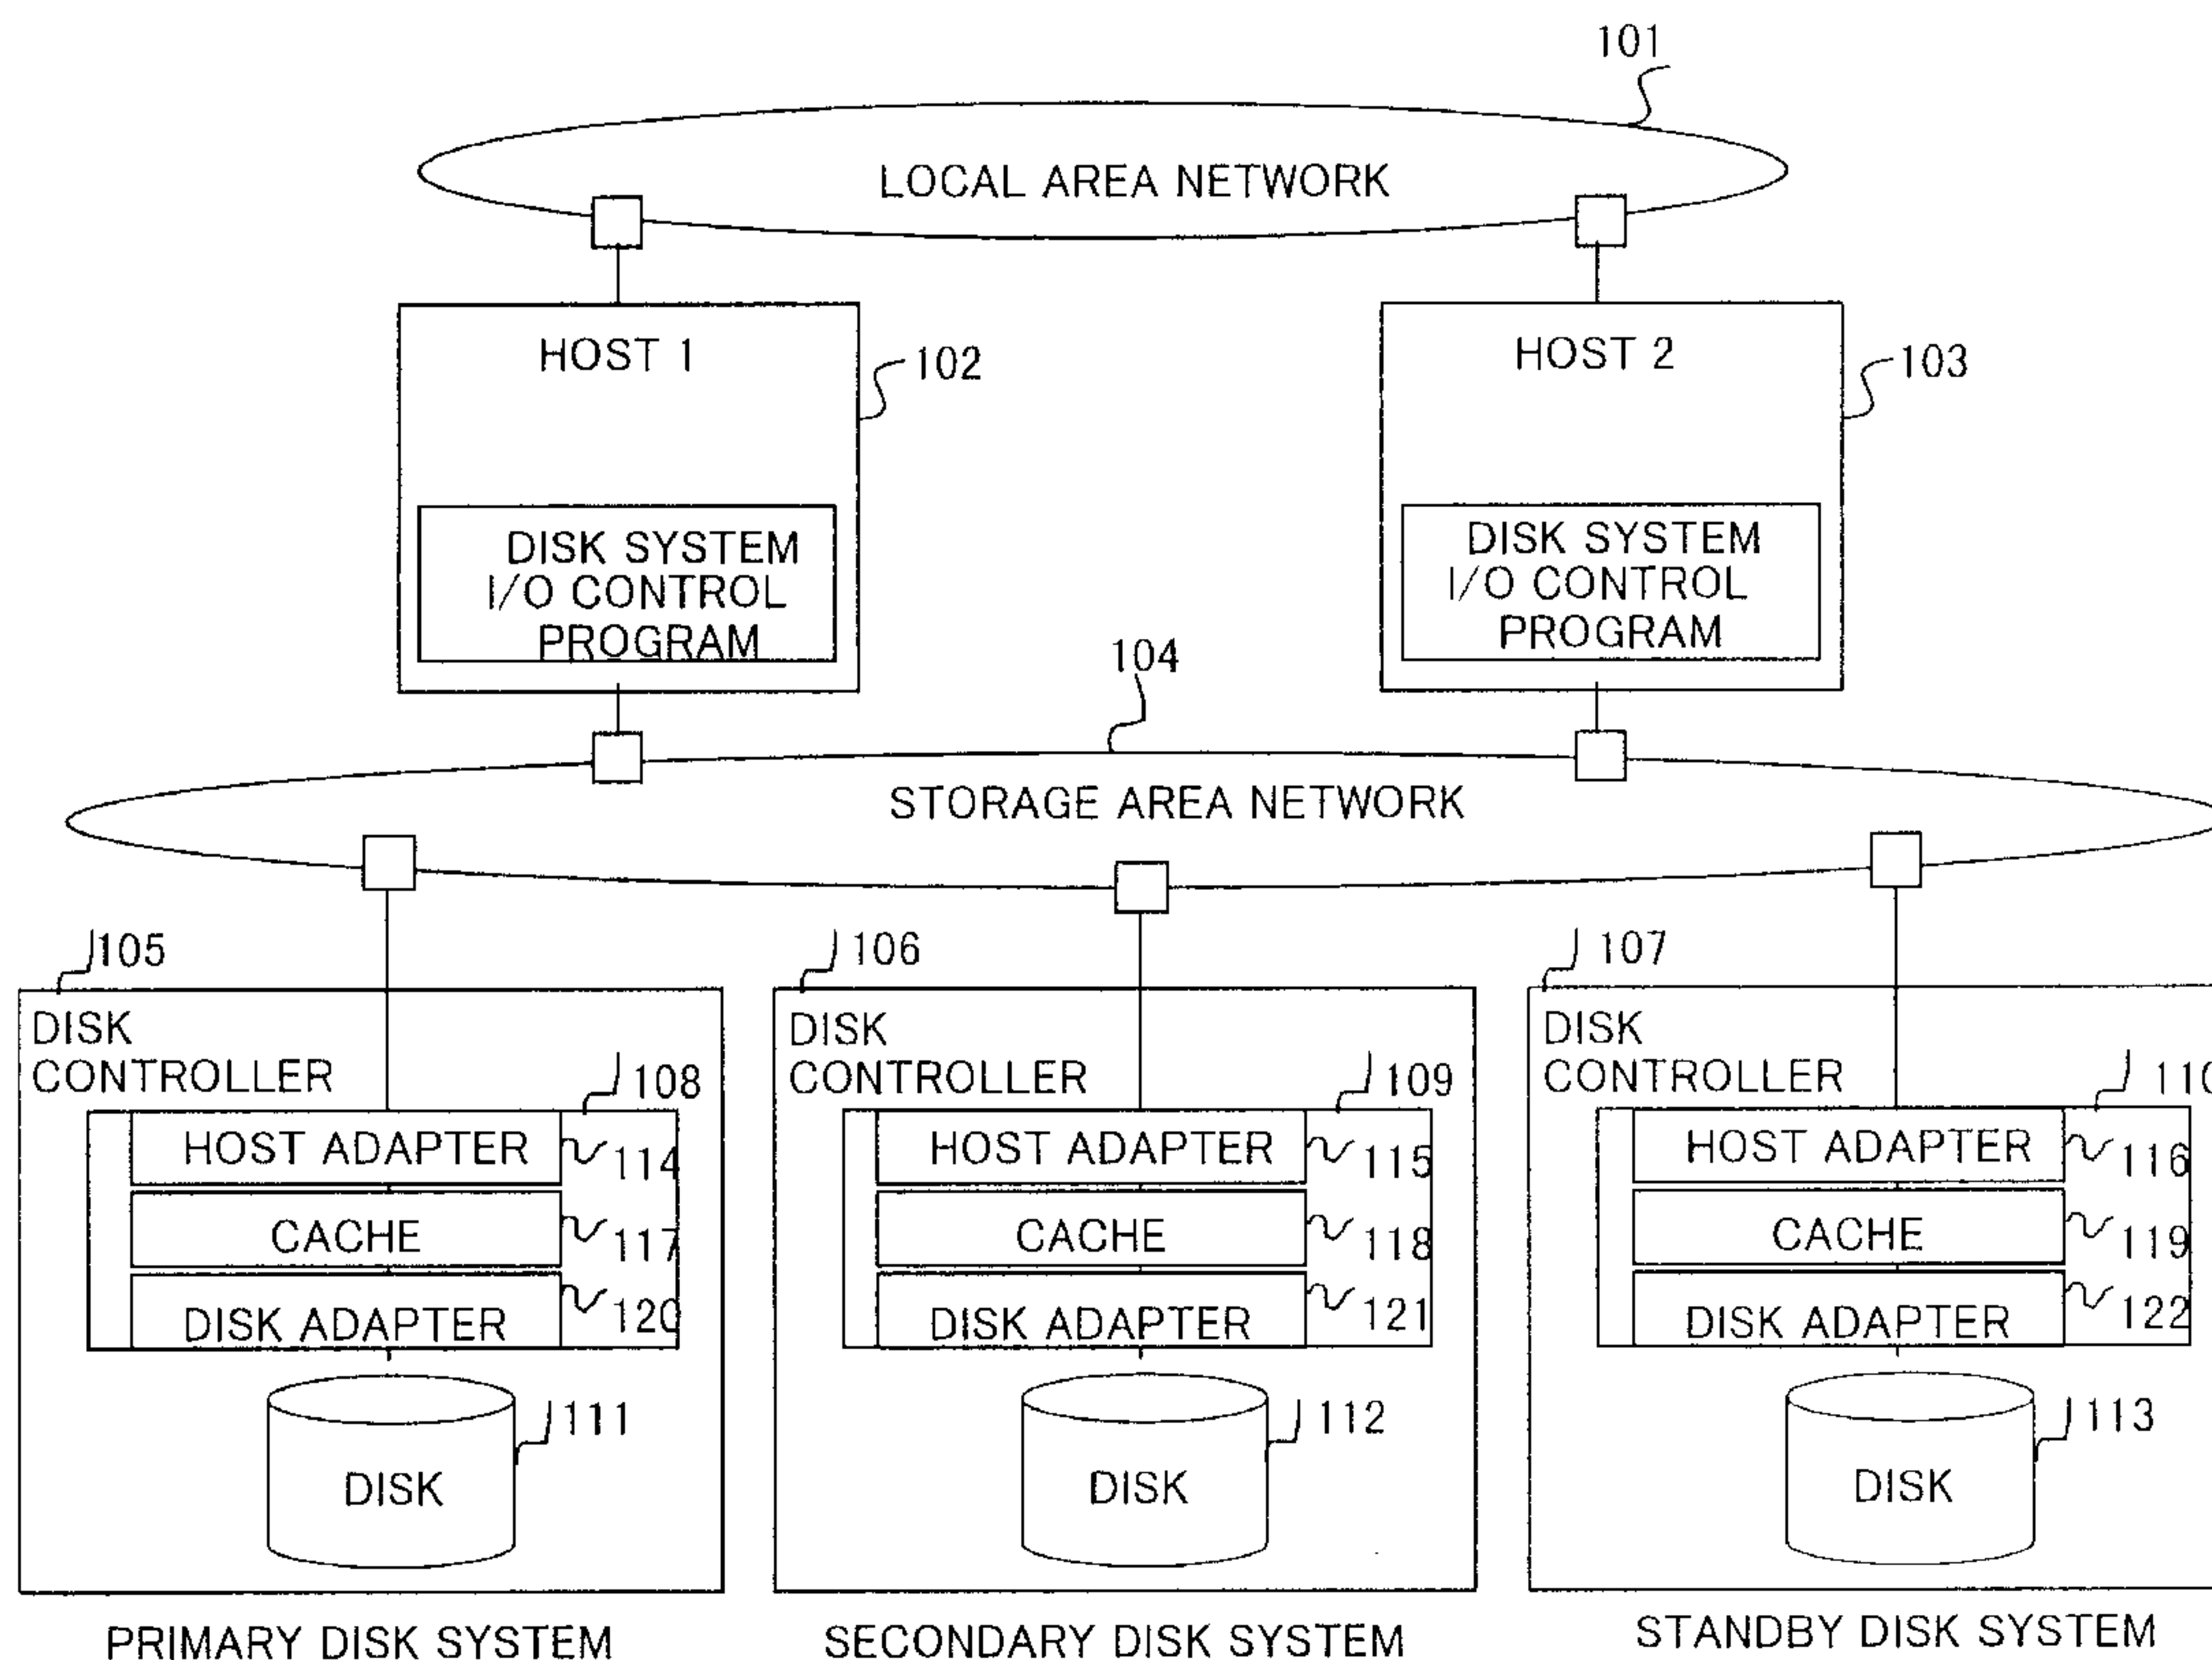 101
LOCAL AREA NETWORK
HOST 1
102
HOST 2
103
DISK SYSTEM
I/O CONTROL
PROGRAM
DISK SYSTEM
I/O CONTROL
PROGRAM
104
STORAGE AREA NETWORK
105
106
107
DISK
CONTROLLER
108
DISK
CONTROLLER
109
DISK
CONTROLLER
110
HOST ADAPTER
114
HOST ADAPTER
115
HOST ADAPTER
116
CACHE
117
CACHE
118
CACHE
119
DISK ADAPTER
120
DISK ADAPTER
121
DISK ADAPTER
122
111
DISK
112
DISK
113
DISK
PRIMARY DISK SYSTEM
SECONDARY DISK SYSTEM
STANDBY DISK SYSTEM